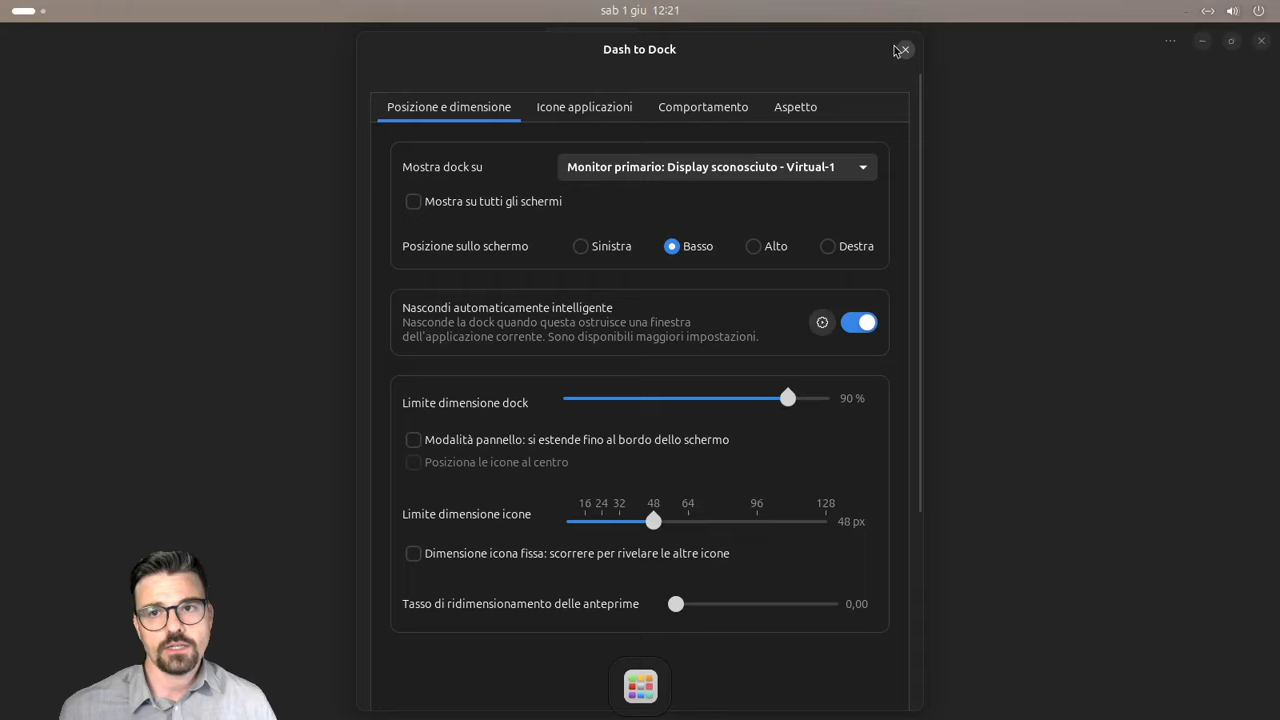 sab 1 giu 12:21
Dash to Dock
Posizione e dimensione Icone applicazioni Comportamento Aspetto
Mostra dock su Monitor primario: Display sconosciuto - Virtual-1
Mostra su tutti gli schermi
Posizione sullo schermo Sinistra Basso Alto Destra
Nascondi automaticamente intelligente
Nasconde la dock quando questa ostruisce una finestra
dell'applicazione corrente. Sono disponibili maggiori impostazioni.
Limite dimensione dock 90 %
Modalità pannello: si estende fino al bordo dello schermo
Posiziona le icone al centro
16 24 32 48 64 96 128
Limite dimensione icone 48 px
Dimensione icona fissa: scorrere per rivelare le altre icone
Tasso di ridimensionamento delle anteprime 0,00